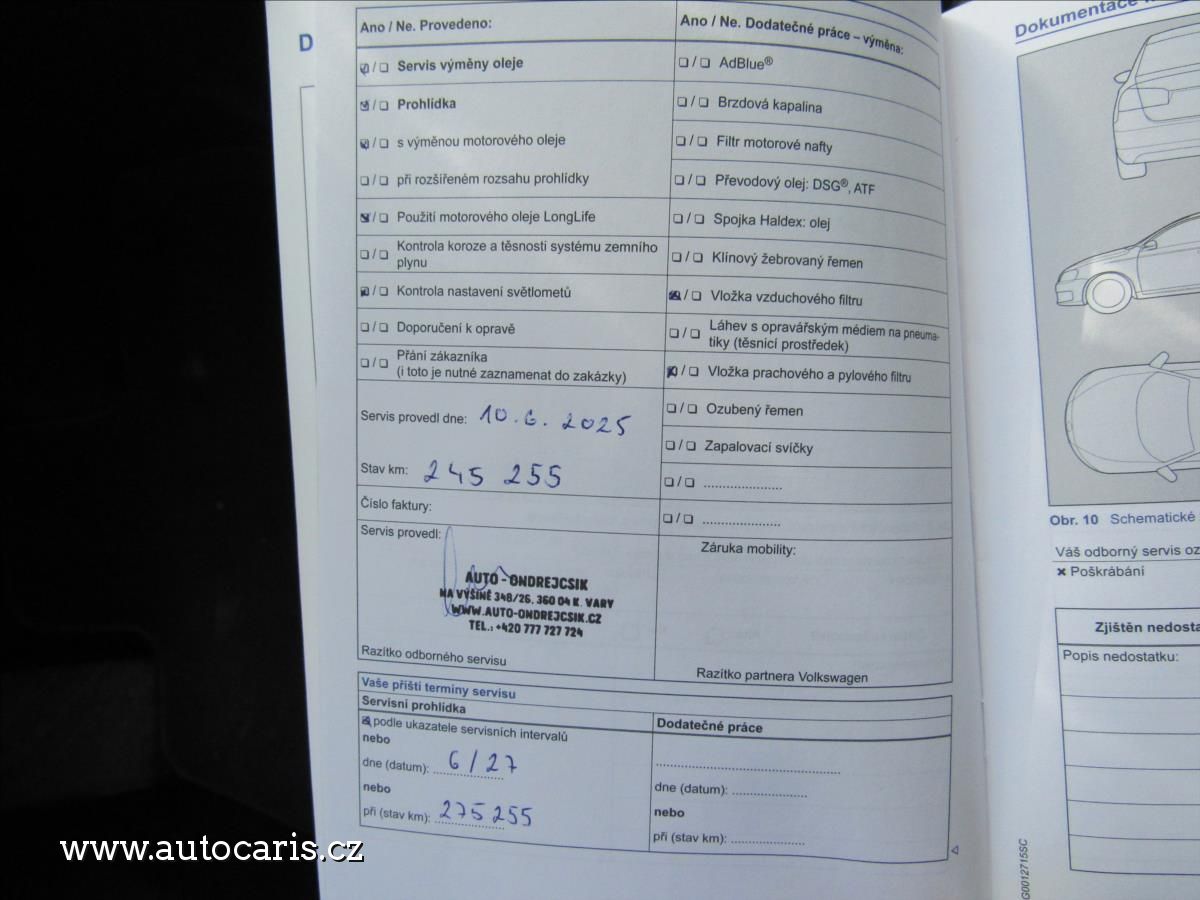 D
Ano / Ne. Provedeno:
❑ / ❑ Servis výměny oleje
❑ / ❑ Prohlídka
❑ / ❑ s výměnou motorového oleje
❑ / ❑ při rozšířeném rozsahu prohlídky
❑ / ❑ Použití motorového oleje LongLife
❑ / ❑ Kontrola koroze a těsnosti systému zemního
plynu
❑ / ❑ Kontrola nastavení světlometů
❑ / ❑ Doporučení k opravě
❑ / ❑ Přání zákazníka
(i toto je nutné zaznamenat do zakázky)
Servis provedl dne: 10.6.2025
Stav km: 245 255
Číslo faktury:
Servis provedl:
AUTO - ONDREJCSIK
NA VÝŠINĚ 348/26, 360 04 K. VARY
WWW.AUTO-ONDREJCSIK.CZ
TEL.: +420 777 727 724
Razítko odborného servisu
Ano / Ne. Dodatečné práce – výměna:
❑ / ❑ AdBlue®
❑ / ❑ Brzdová kapalina
❑ / ❑ Filtr motorové nafty
❑ / ❑ Převodový olej: DSG®, ATF
❑ / ❑ Spojka Haldex: olej
❑ / ❑ Klínový žebrovaný řemen
❑ / ❑ Vložka vzduchového filtru
❑ / ❑ Láhev s opravářským médiem na pneuma-
tiky (těsnicí prostředek)
❑ / ❑ Vložka prachového a pylového filtru
❑ / ❑ Ozubený řemen
❑ / ❑ Zapalovací svíčky
❑ / ❑ ......................
❑ / ❑ ......................
Záruka mobility:
Razítko partnera Volkswagen
Vaše příští termíny servisu
Servisní prohlídka
❑ podle ukazatele servisních intervalů
nebo
dne (datum): 6/27
nebo
při (stav km): 275 255
Dodatečné práce
dne (datum): ....................
nebo
při (stav km): ....................
Dokumentace
Obr. 10 Schematické
Váš odborný servis oz
✖ Poškrábání
Zjištěn nedosta
Popis nedostatku:
G0012715SC
www.autocaris.cz